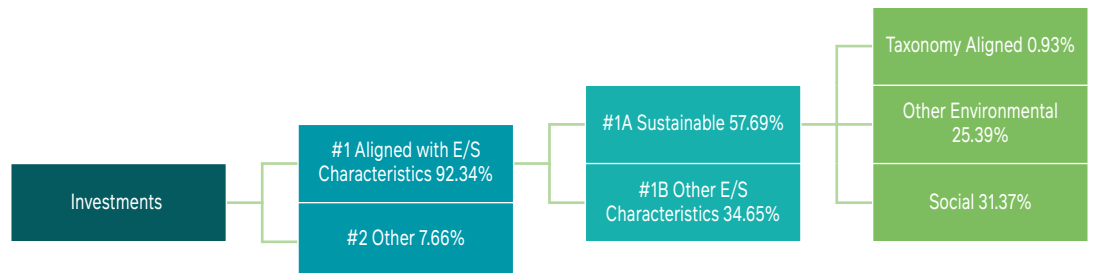 Investments
#1 Aligned with E/S
Characteristics 92.34%
#2 Other 7.66%
#1A Sustainable 57.69%
#1B Other E/S
Characteristics 34.65%
Taxonomy Aligned 0.93%
Other Environmental
25.39%
Social 31.37%